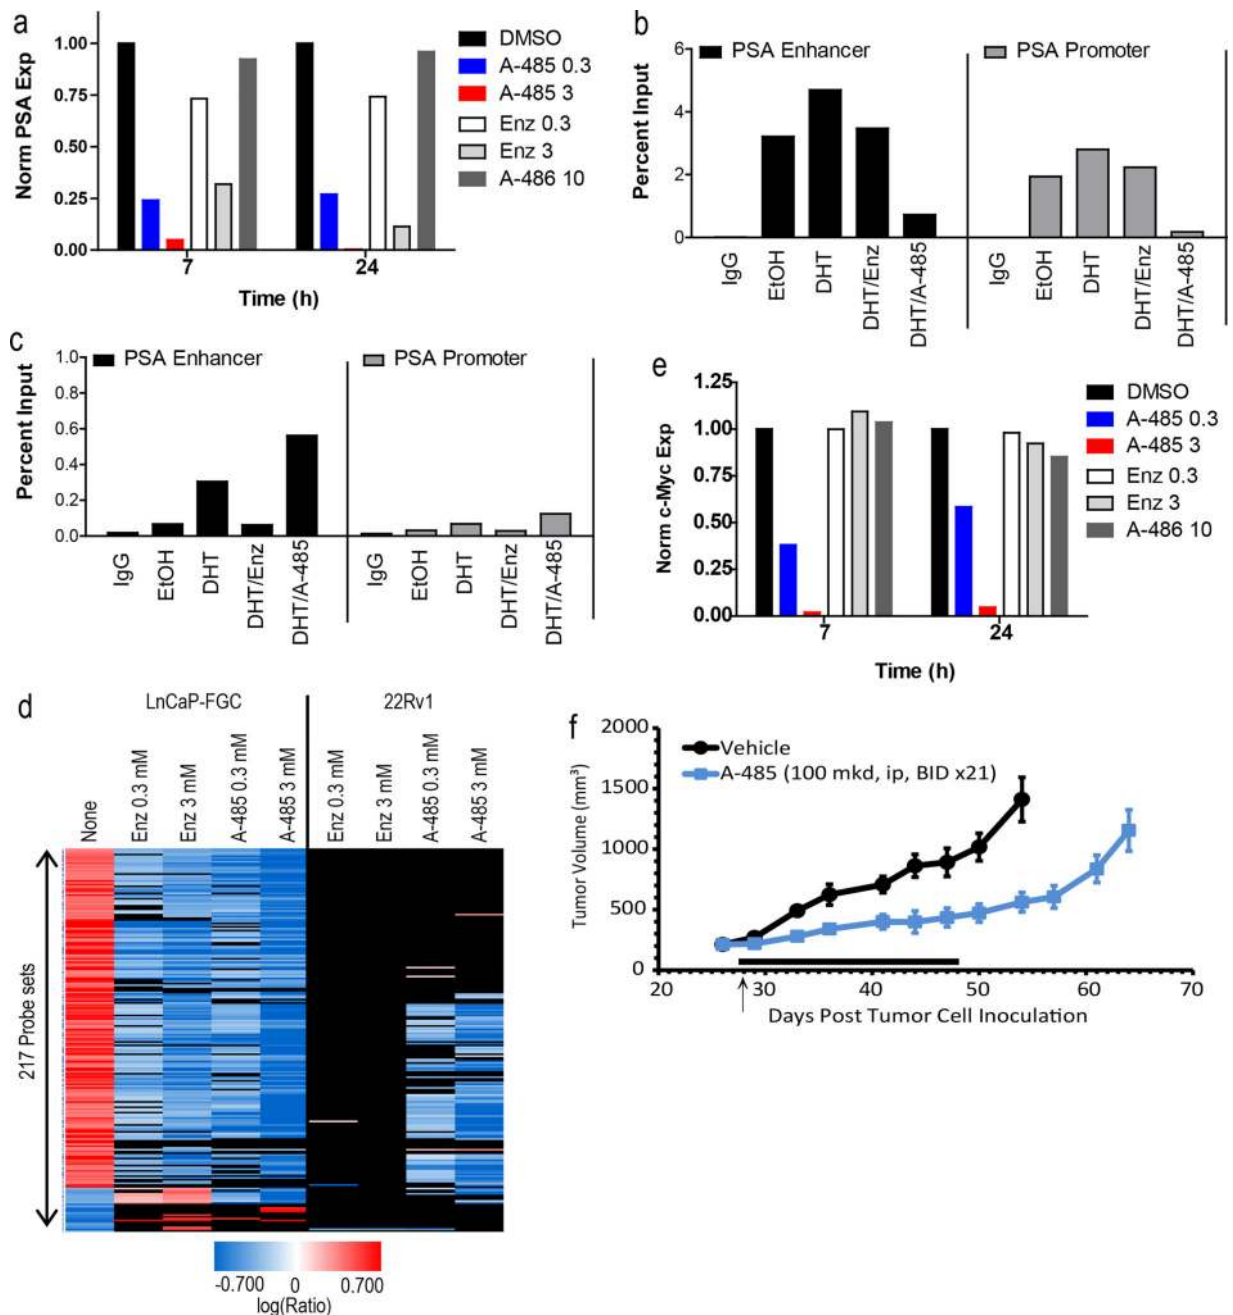 a
1.00
0.75
0.50
0.25
0.00
Norm PSA Exp
7
24
Time (h)
DMSO
A-485 0.3
A-485 3
Enz 0.3
Enz 3
A-486 10
b
6
4
2
0
Percent Input
PSA Enhancer
PSA Promoter
IgG
EtOH
DHT
DHT/Enz
DHT/A-485
IgG
EtOH
DHT
DHT/Enz
DHT/A-485
c
1.0
0.8
0.6
0.4
0.2
0.0
Percent Input
PSA Enhancer
PSA Promoter
IgG
EtOH
DHT
DHT/Enz
DHT/A-485
IgG
EtOH
DHT
DHT/Enz
DHT/A-485
e
1.25
1.00
0.75
0.50
0.25
0.00
Norm c-Myc Exp
7
24
Time (h)
DMSO
A-485 0.3
A-485 3
Enz 0.3
Enz 3
A-486 10
d
LnCaP-FGC
22Rv1
None
Enz 0.3 mM
Enz 3 mM
A-485 0.3 mM
A-485 3 mM
Enz 0.3 mM
Enz 3 mM
A-485 0.3 mM
A-485 3 mM
217 Probe sets
-0.700
0
0.700
log(Ratio)
f
2000
1500
1000
500
0
Tumor Volume (mm³)
Vehicle
A-485 (100 mkd, ip, BID x21)
20
30
40
50
60
70
Days Post Tumor Cell Inoculation